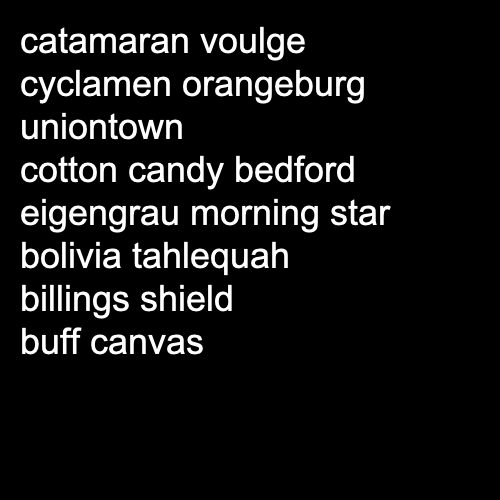 catamaran voulge
cyclamen orangeburg
uniontown
cotton candy bedford
eigengrau morning star
bolivia tahlequah
billings shield
buff canvas